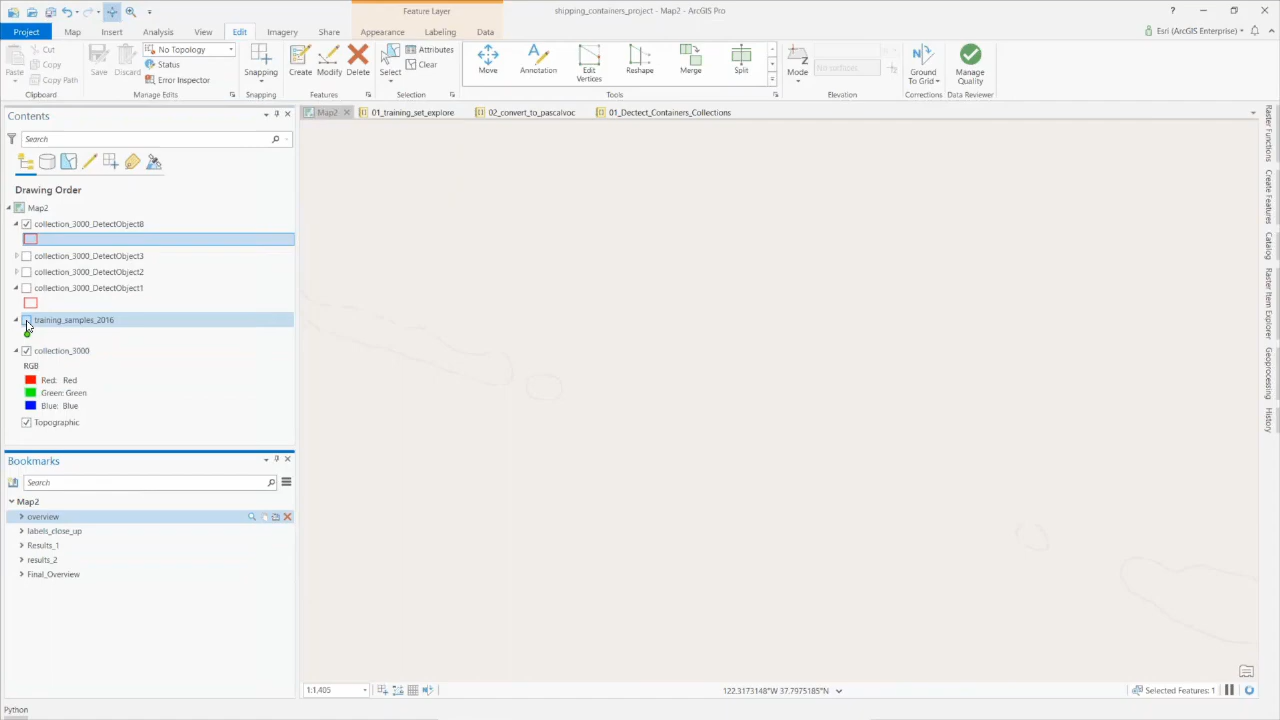 Feature Layer
shipping_containers_project - Map2 - ArcGIS Pro
?
Project
Map
Insert
Analysis
View
Edit
Imagery
Share
Appearance
Labeling
Data
Esri (ArcGIS Enterprise)
Paste
Cut
Copy
Copy Path
Clipboard
Save
Discard
No Topology
Status
Error Inspector
Manage Edits
Snapping
Snapping
Create
Modify
Delete
Features
Select
Attributes
Clear
Selection
Move
Annotation
Edit
Vertices
Reshape
Merge
Split
Tools
Mode
No vertices
Elevation
Ground
To Grid
Corrections
Manage
Quality
Data Reviewer
Contents
Search
Drawing Order
Map2
collection_3000_DetectObject8
collection_3000_DetectObject3
collection_3000_DetectObject2
collection_3000_DetectObject1
training_samples_2016
collection_3000
RGB
Red: Red
Green: Green
Blue: Blue
Topographic
Bookmarks
Search
Map2
overview
labels_close_up
Results_1
results_2
Final_Overview
Map2
01_training_set_explore
02_convert_to_pascalvoc
01_Dectect_Containers_Collections
Raster Functions
Create Features
Catalog
Raster Item Explorer
Geoprocessing
History
1:1,405
122.3173148°W 37.7975185°N
Selected Features: 1
Python